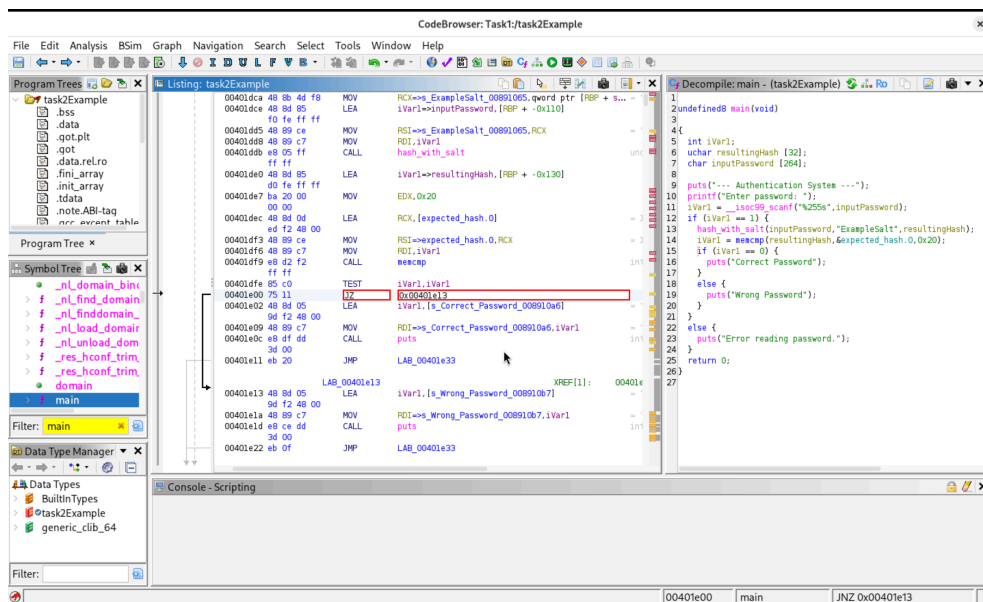 CodeBrowser: Task1:/task2Example
File Edit Analysis BSim Graph Navigation Search Select Tools Window Help
Program Trees
task2Example
.bss
.data
.got.plt
.got
.data.rel.ro
.fini_array
.init_array
.tdata
.note.ABI-tag
.gcc_except_table
Program Tree ×
Symbol Tree
_nl_domain_bind
_nl_find_domain
_nl_finddomain_
_nl_load_domain
_nl_unload_dom
_res_hconf_trim_
_res_hconf_trim_
domain
main
Filter: main
Data Type Manager
Data Types
BuiltInTypes
task2Example
generic_clib_64
Filter:
Listing: task2Example
00401dca 48 8b 4d f8 MOV RCX=>s_ExampleSalt_00891065,qword ptr [RBP + s...
00401dce 48 8d 85 LEA iVar1=>inputPassword,[RBP + -0x110]
f0 fe ff ff
00401dd5 48 89 ce MOV RSI=>s_ExampleSalt_00891065,RCX
00401dd8 48 89 c7 MOV RDI,iVar1
00401ddb e8 05 ff CALL hash_with_salt
ff ff
00401de0 48 8d 85 LEA iVar1=>resultingHash,[RBP + -0x130]
d0 fe ff ff
00401de7 ba 20 00 MOV EDX,0x20
00 00
00401dec 48 8d 0d LEA RCX,[expected_hash.0]
ed f2 48 00
00401df3 48 89 ce MOV RSI=>expected_hash.0,RCX
00401df6 48 89 c7 MOV RDI,iVar1
00401df9 e8 d2 f2 CALL memcmp
ff ff
00401dfe 85 c0 TEST iVar1,iVar1
00401e00 75 11 JZ 0x00401e13
00401e02 48 8d 05 LEA iVar1,[s_Correct_Password_008910a6]
9d f2 48 00
00401e09 48 89 c7 MOV RDI=>s_Correct_Password_008910a6,iVar1
00401e0c e8 df dd CALL puts
3d 00
00401e11 eb 20 JMP LAB_00401e33
LAB_00401e13 XREF[1]: 00401e
00401e13 48 8d 05 LEA iVar1,[s_Wrong_Password_008910b7]
9d f2 48 00
00401e1a 48 89 c7 MOV RDI=>s_Wrong_Password_008910b7,iVar1
00401e1d e8 ce dd CALL puts
3d 00
00401e22 eb 0f JMP LAB_00401e33
Decompile: main - (task2Example)
1
2 undefined8 main(void)
3
4 {
5 int iVar1;
6 uchar resultingHash [32];
7 char inputPassword [264];
8
9 puts("--- Authentication System ---");
10 printf("Enter password: ");
11 iVar1 = __isoc99_scanf("%255s",inputPassword);
12 if (iVar1 == 1) {
13 hash_with_salt(inputPassword,"ExampleSalt",resultingHash);
14 iVar1 = memcmp(resultingHash,&expected_hash.0,0x20);
15 if (iVar1 == 0) {
16 puts("Correct Password");
17 }
18 else {
19 puts("Wrong Password");
20 }
21 }
22 else {
23 puts("Error reading password.");
24 }
25 return 0;
26 }
27
Console - Scripting
00401e00 main JNZ 0x00401e13